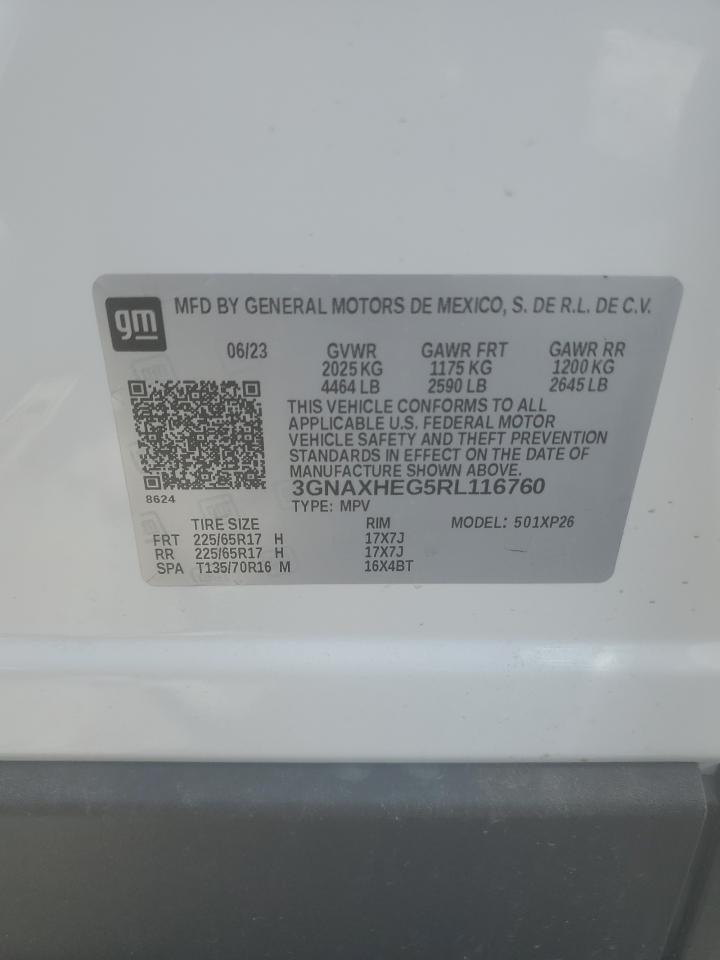 gm MFD BY GENERAL MOTORS DE MEXICO, S. DE R.L. DE C.V.
06/23 GVWR GAWR FRT GAWR RR
2025 KG 1175 KG 1200 KG
4464 LB 2590 LB 2645 LB
THIS VEHICLE CONFORMS TO ALL
APPLICABLE U.S. FEDERAL MOTOR
VEHICLE SAFETY AND THEFT PREVENTION
STANDARDS IN EFFECT ON THE DATE OF
MANUFACTURE SHOWN ABOVE.
8624 3GNAXHEG5RL116760
TYPE: MPV
TIRE SIZE RIM MODEL: 501XP26
FRT 225/65R17 H 17X7J
RR 225/65R17 H 17X7J
SPA T135/70R16 M 16X4BT